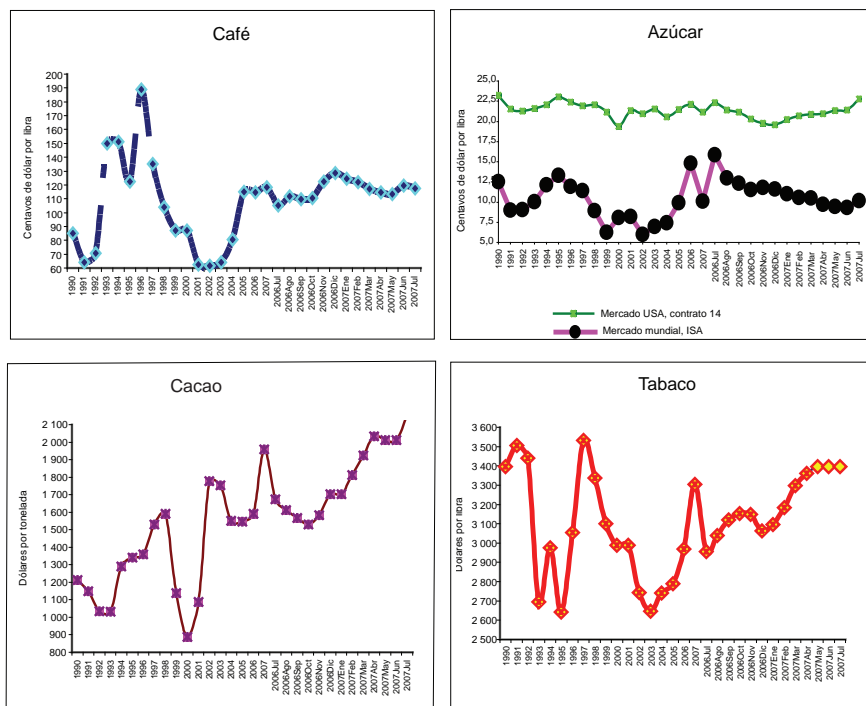 Café
Centavos de dólar por libra
200
190
180
170
160
150
140
130
120
110
100
90
80
70
60
1990
1991
1992
1993
1994
1995
1996
1997
1998
1999
2000
2001
2002
2003
2004
2005
2006
2007
2006Jul
2006Ago
2006Sep
2006Oct
2006Nov
2006Dic
2007Ene
2007Feb
2007Mar
2007Abr
2007May
2007Jun
2007Jul
Azúcar
Centavos de dólar por libra
25,0
22,5
20,0
17,5
15,0
12,5
10,0
7,5
5,0
1990
1991
1992
1993
1994
1995
1996
1997
1998
1999
2000
2001
2002
2003
2004
2005
2006
2007
2006Jul
2006Ago
2006Sep
2006Oct
2006Nov
2006Dic
2007Ene
2007Feb
2007Mar
2007Abr
2007May
2007Jun
2007Jul
Mercado USA, contrato 14
Mercado mundial, ISA
Cacao
Dólares por tonelada
2 100
2 000
1 800
1 600
1 400
1 300
1 200
1 100
1 000
900
800
1990
1991
1992
1993
1994
1995
1996
1997
1998
1999
2000
2001
2002
2003
2004
2005
2006
2007
2006Jul
2006Ago
2006Sep
2006Oct
2006Nov
2006Dic
2007Ene
2007Feb
2007Mar
2007Abr
2007May
2007Jun
2007Jul
Tabaco
Dólares por libra
3 600
3 400
3 200
3 100
3 000
2 900
2 800
2 700
2 600
2 500
1990
1991
1992
1993
1994
1995
1996
1997
1998
1999
2000
2001
2002
2003
2004
2005
2006
2007
2006Jul
2006Ago
2006Sep
2006Oct
2006Nov
2006Dic
2007Ene
2007Feb
2007Mar
2007Abr
2007May
2007Jun
2007Jul